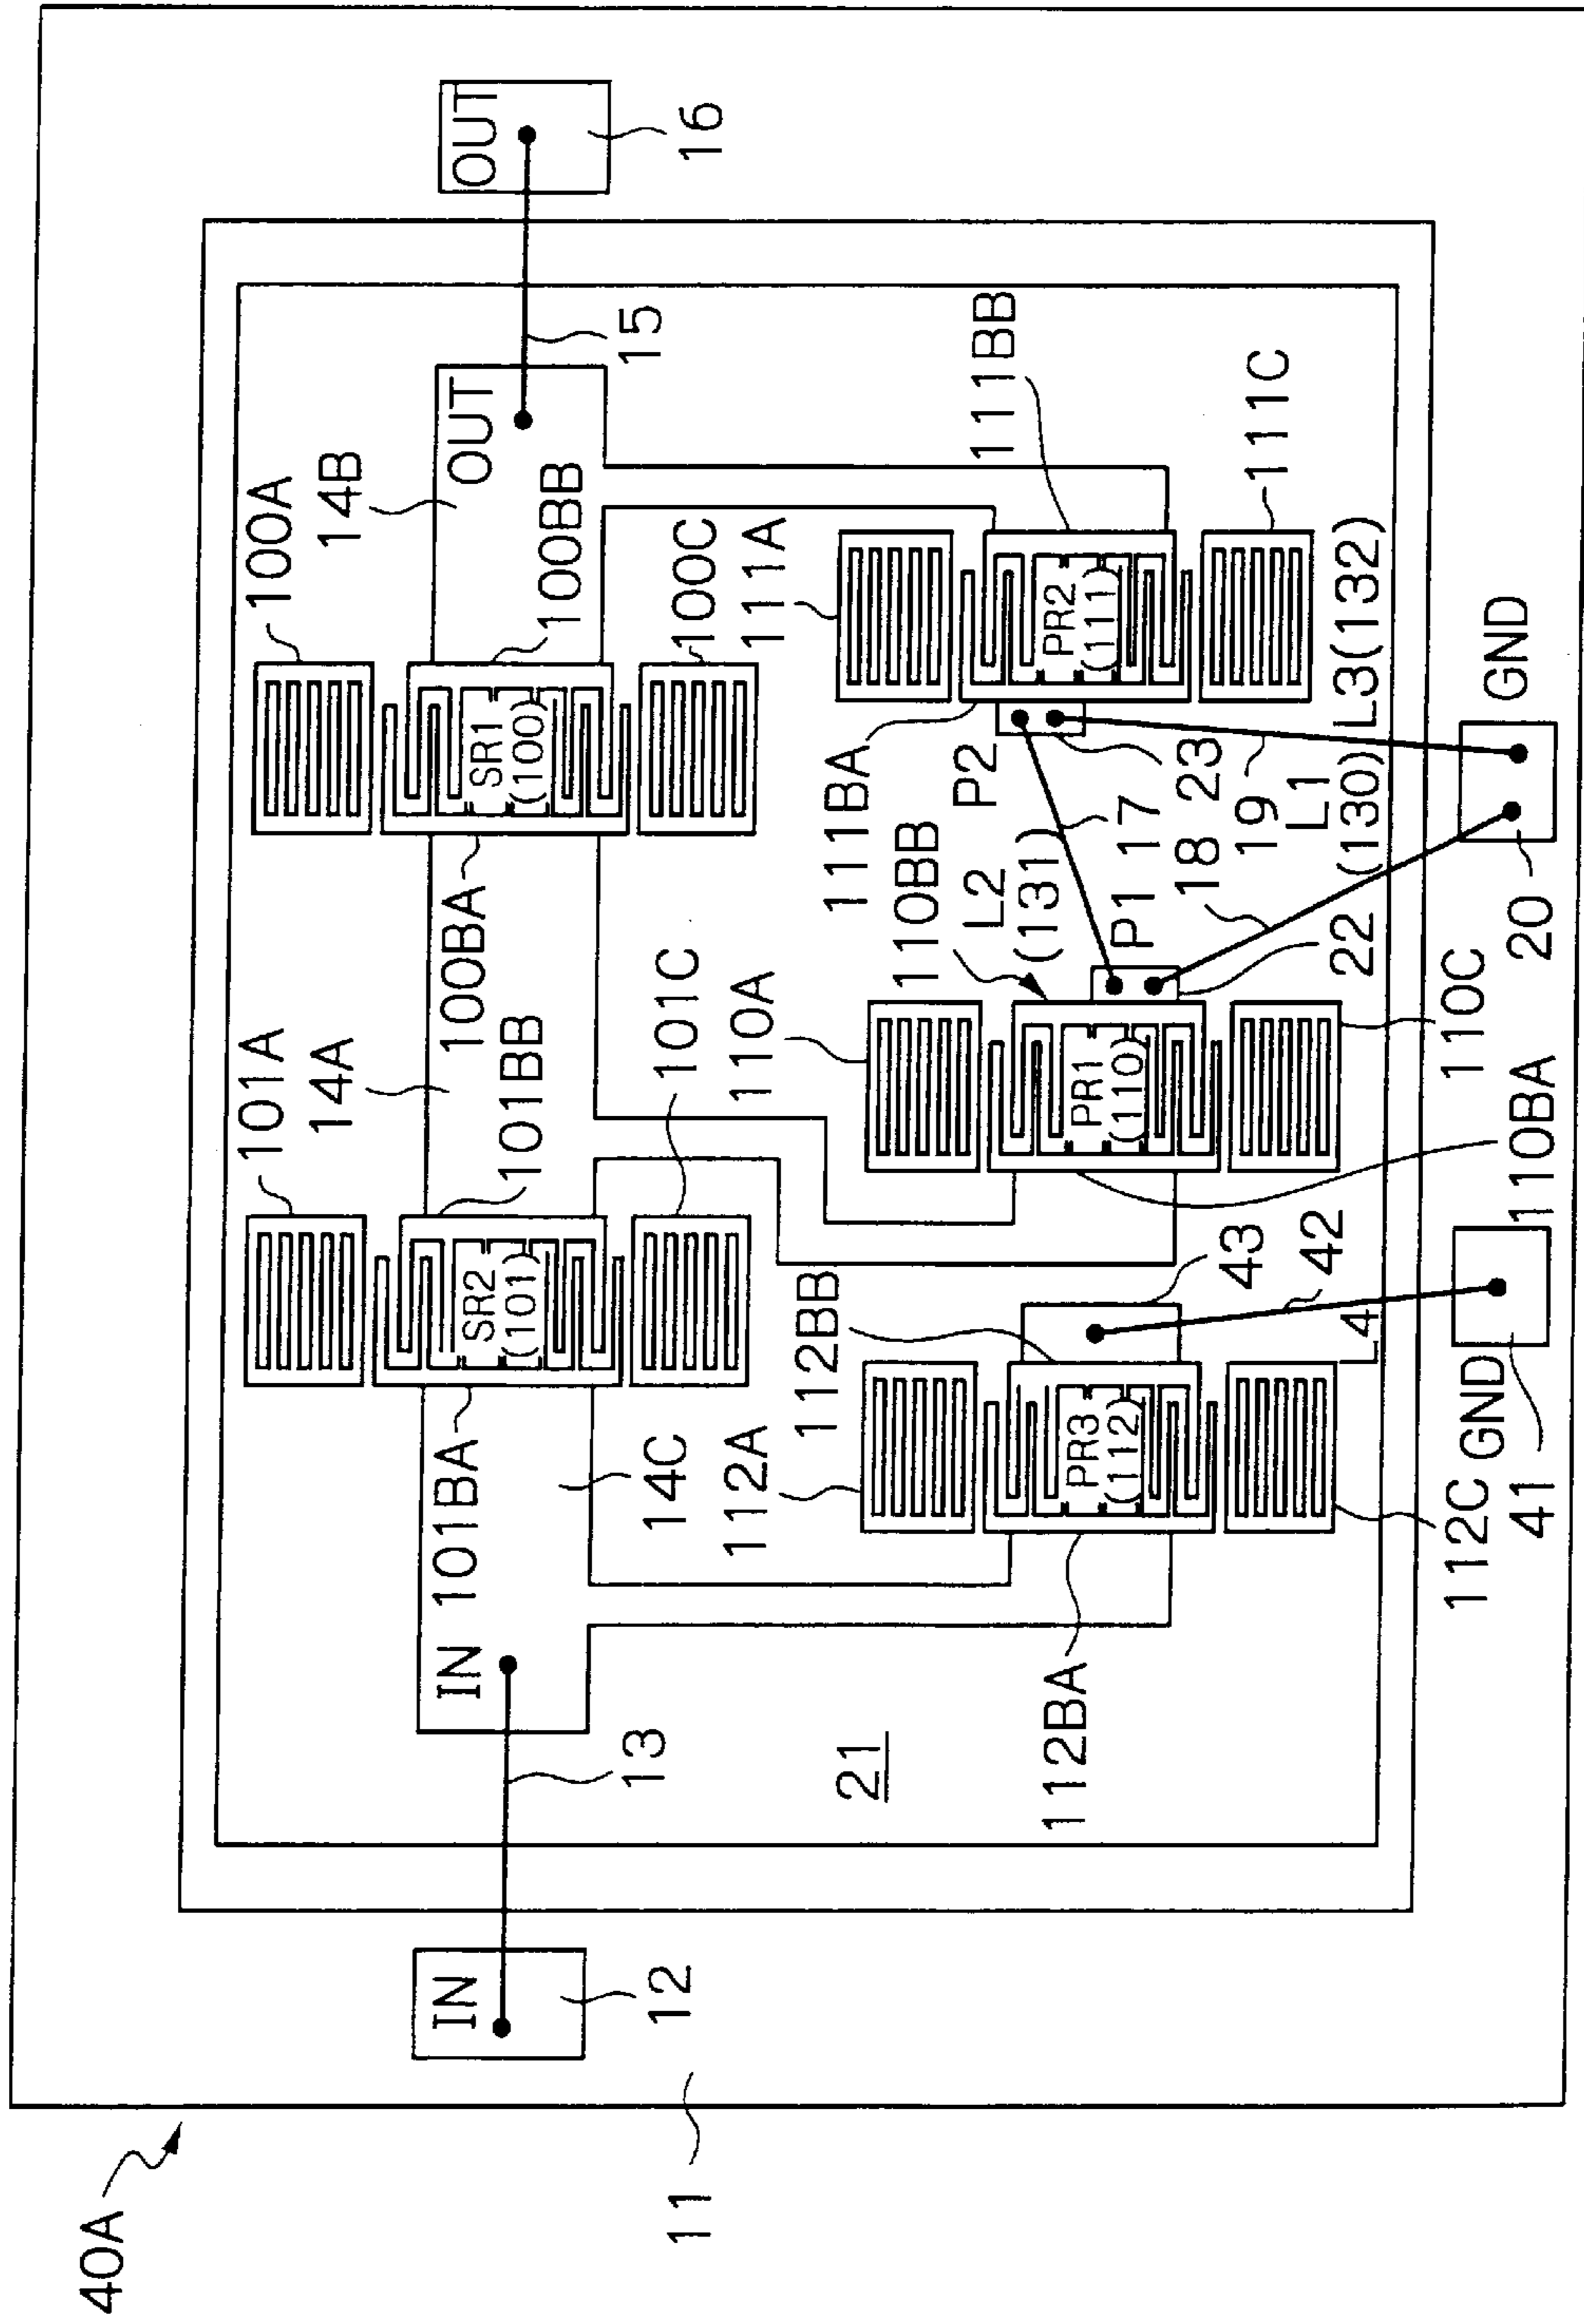 40A
11
IN
12
13
IN
21
101BA
14C
112A
112BA
112BB
SR2
(101)
PR3
(112)
112C
GND
41
L4
42
43
110BA
101A
14A
101BB
101C
110A
100BA
PR1
(110)
110C
22
110BB
L2
(131)
P1
17
18
20
111BA
P2
23
19
L1
(130)
L3(132)
GND
SR1
(100)
100A
14B
100BB
100C
111A
PR2
(111)
111BB
111C
OUT
15
OUT
16